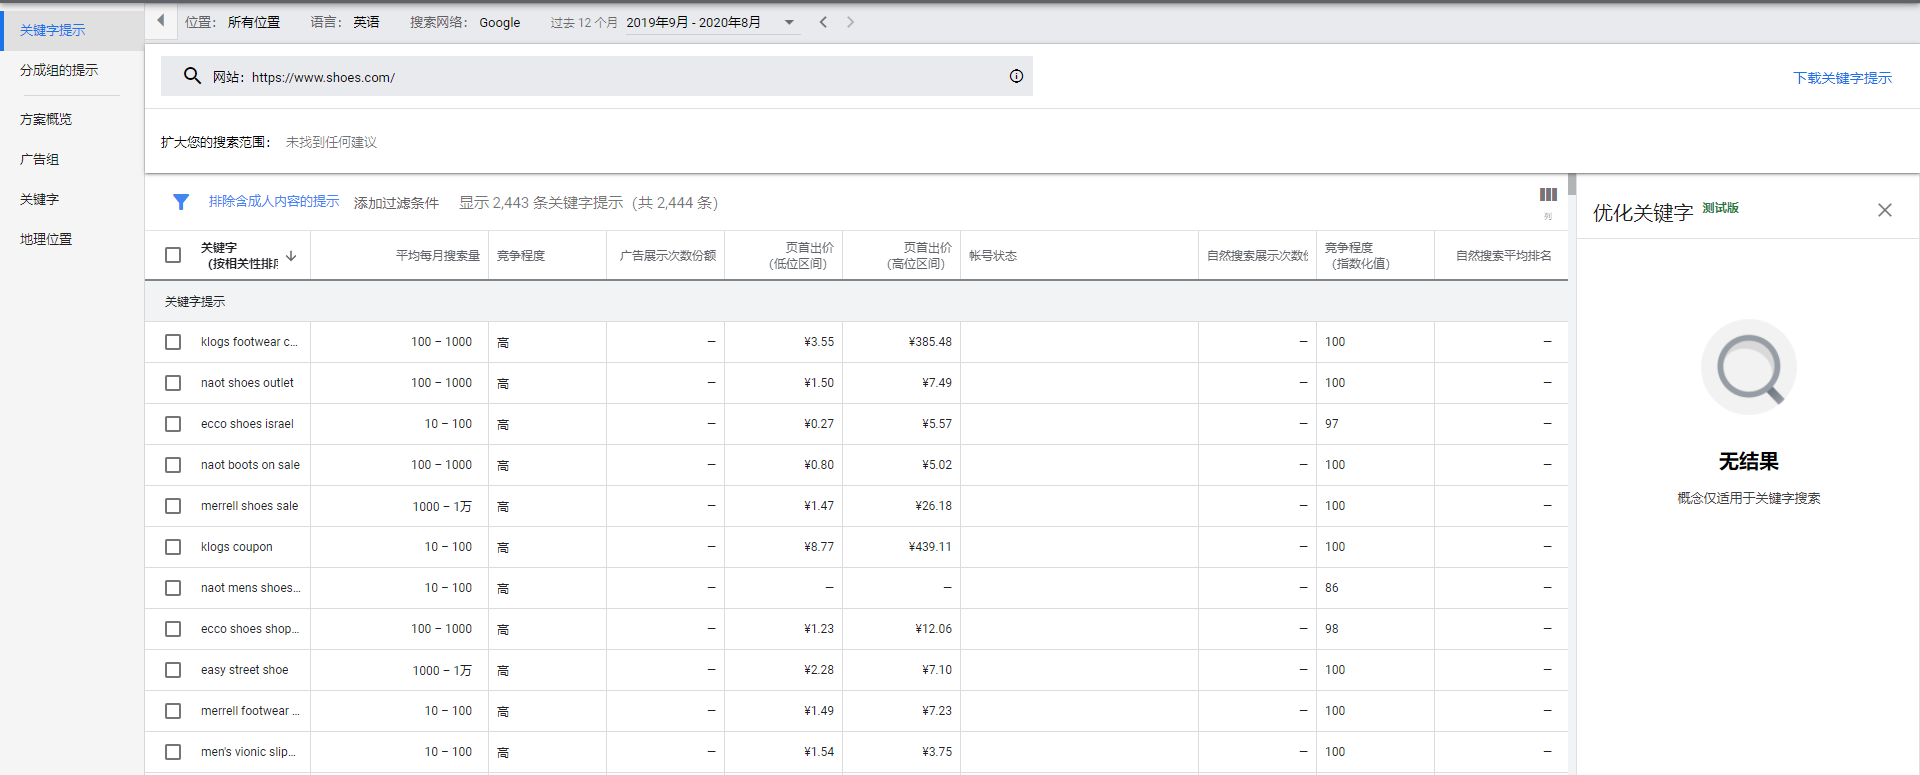 关键字提示
分成组的提示
方案概览
广告组
关键字
地理位置
位置： 所有位置 语言： 英语 搜索网络： Google 过去 12 个月 2019年9月 - 2020年8月
网站：https://www.shoes.com/
下载关键字提示
扩大您的搜索范围： 未找到任何建议
排除含成人内容的提示 添加过滤条件 显示 2,443 条关键字提示（共 2,444 条）
列
关键字（按相关性排序 平均每月搜索量 竞争程度 广告展示次数份额 页首出价（低位区间） 页首出价（高位区间） 帐号状态 自然搜索展示次数份 竞争程度（指数化值） 自然搜索平均排名
关键字提示
klogs footwear c... 100 – 1000 高 – ¥3.55 ¥385.48 – 100 –
naot shoes outlet 100 – 1000 高 – ¥1.50 ¥7.49 – 100 –
ecco shoes israel 10 – 100 高 – ¥0.27 ¥5.57 – 97 –
naot boots on sale 100 – 1000 高 – ¥0.80 ¥5.02 – 100 –
merrell shoes sale 1000 – 1万 高 – ¥1.47 ¥26.18 – 100 –
klogs coupon 10 – 100 高 – ¥8.77 ¥439.11 – 100 –
naot mens shoes... 10 – 100 高 – – – – 86 –
ecco shoes shop... 100 – 1000 高 – ¥1.23 ¥12.06 – 98 –
easy street shoe 1000 – 1万 高 – ¥2.28 ¥7.10 – 100 –
merrell footwear ... 10 – 100 高 – ¥1.49 ¥7.23 – 100 –
men's vionic slip... 10 – 100 高 – ¥1.54 ¥3.75 – 100 –
优化关键字 测试版
无结果
概念仅适用于关键字搜索